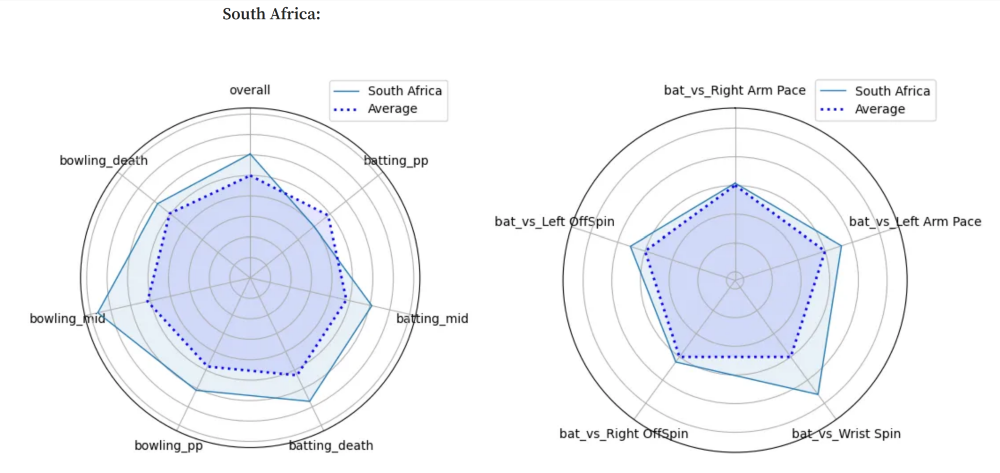 South Africa:
overall
South Africa
Average
bowling_death
batting_pp
bowling_mid
batting_mid
bowling_pp
batting_death
bat_vs_Right Arm Pace
South Africa
Average
bat_vs_Left OffSpin
bat_vs_Left Arm Pace
bat_vs_Right OffSpin
bat_vs_Wrist Spin